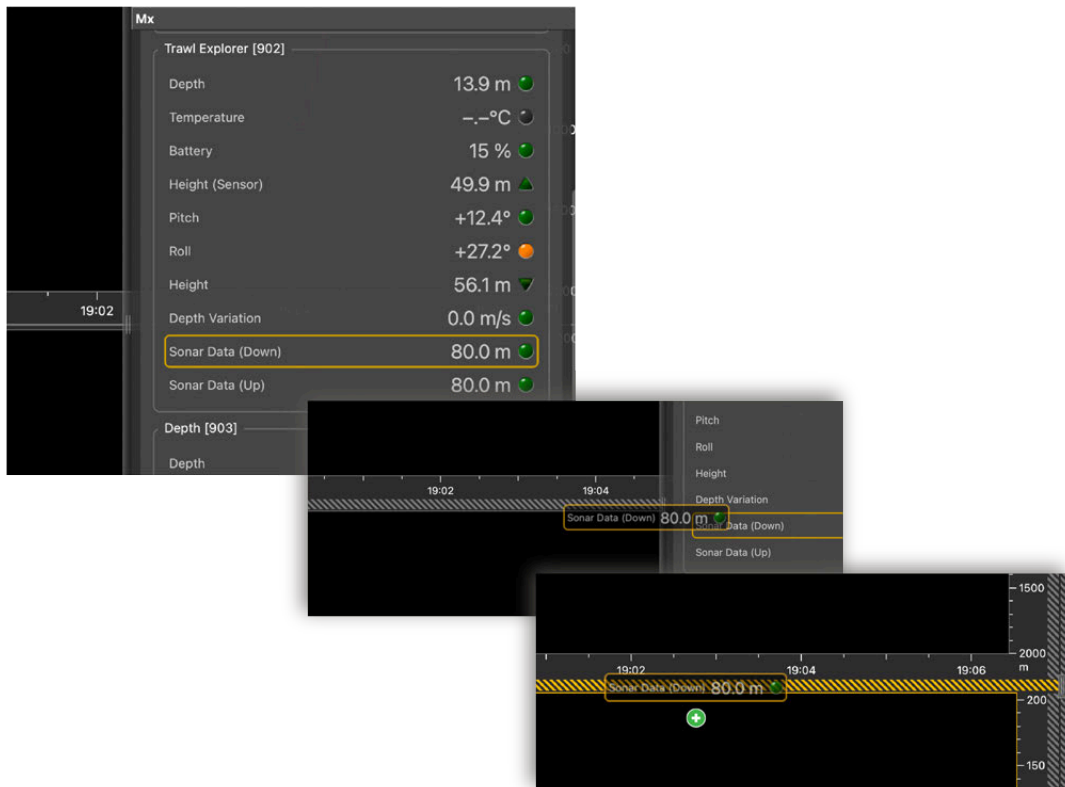 Mx
Trawl Explorer [902]
Depth 13.9 m
Temperature –.–°C
Battery 15 %
Height (Sensor) 49.9 m
Pitch +12.4°
Roll +27.2°
Height 56.1 m
19:02
Depth Variation 0.0 m/s
Sonar Data (Down) 80.0 m
Sonar Data (Up) 80.0 m
Depth [903]
Depth
Pitch
Roll
Height
19:02 19:04
Depth Variation
Sonar Data (Down) 80.0 m
Data (Down)
Sonar Data (Up)
1500
2000
m
19:02 19:04 19:06
Sonar Data (Down) 80.0 m
200
150